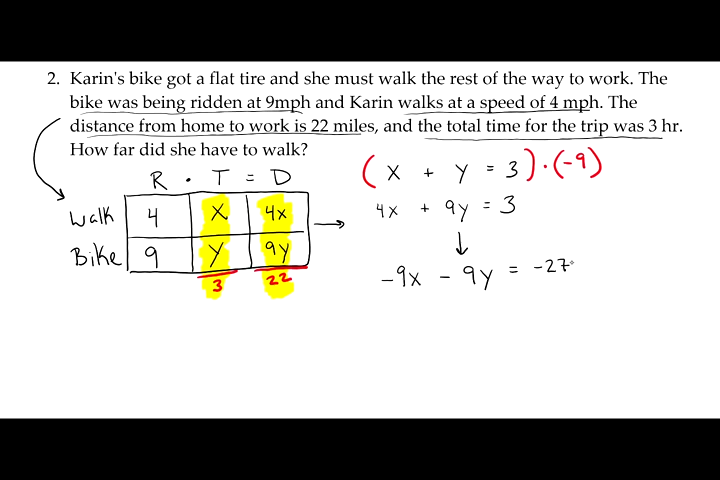 2. Karin's bike got a flat tire and she must walk the rest of the way to work. The
bike was being ridden at 9mph and Karin walks at a speed of 4 mph. The
distance from home to work is 22 miles, and the total time for the trip was 3 hr.
How far did she have to walk?
R · T = D
Walk 4 x 4x
Bike 9 y 9y
3 22
(x + y = 3) · (-9)
4x + 9y = 3
-9x - 9y = -27